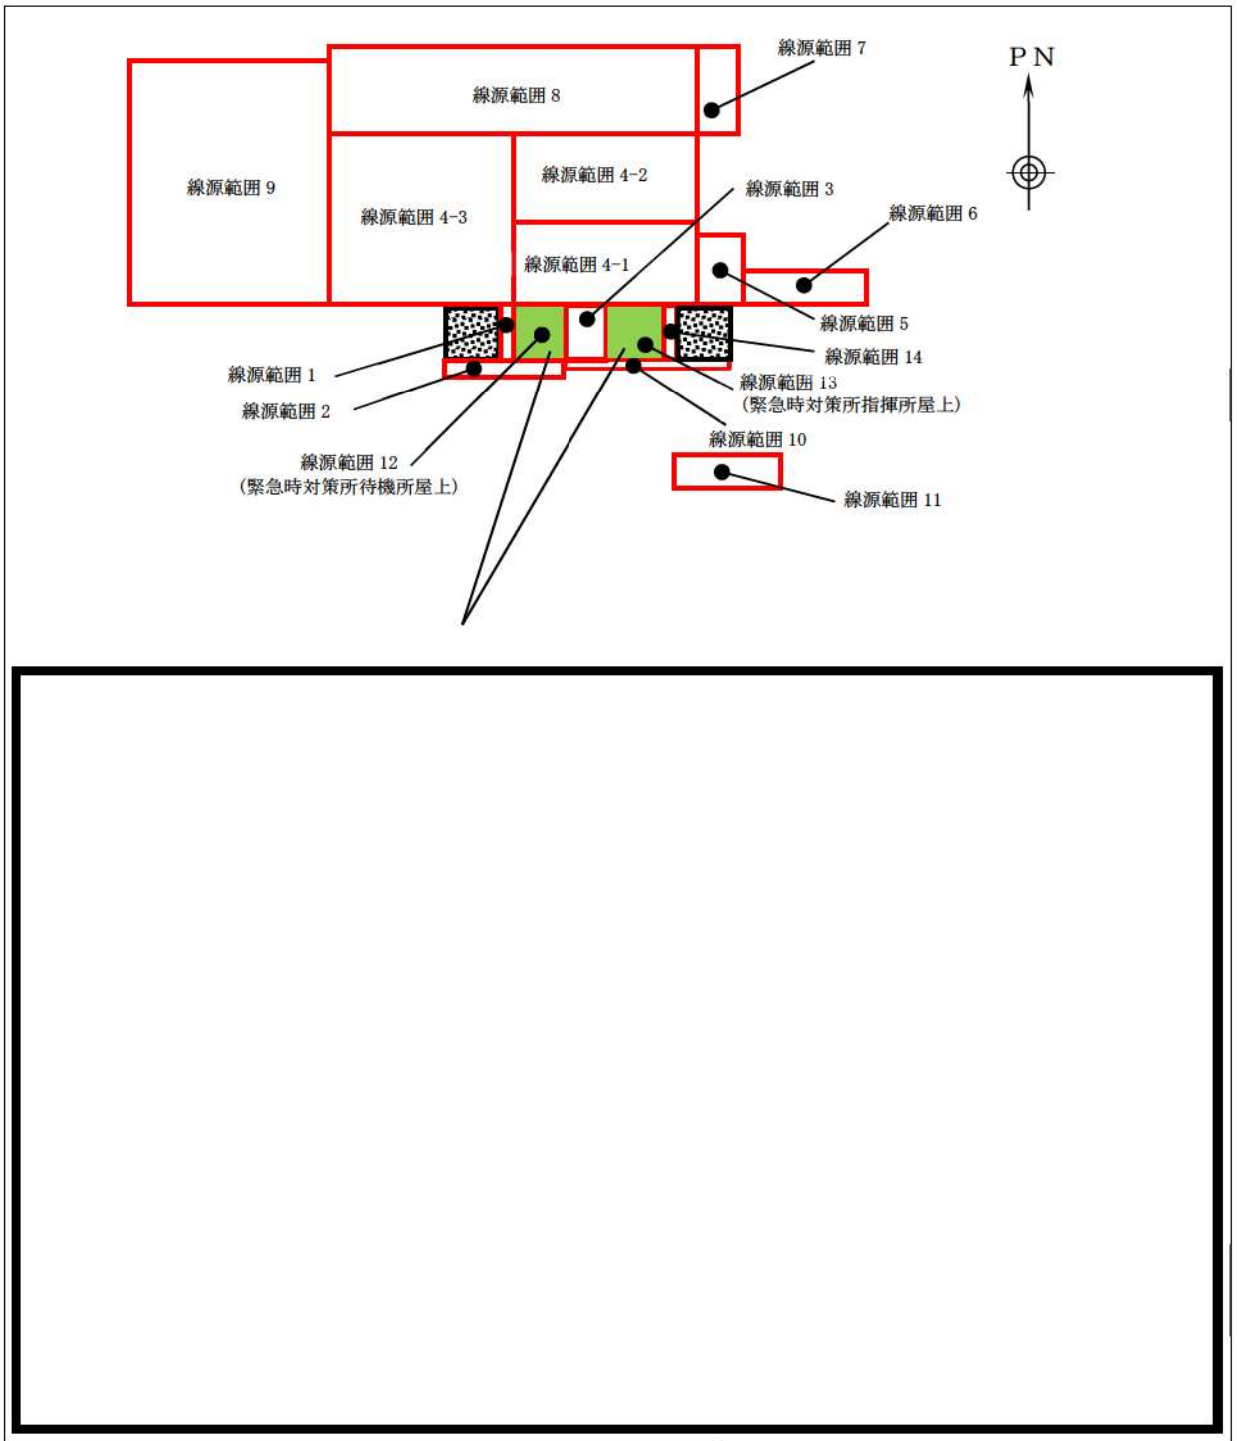 線源範囲 7
P N
線源範囲 8
線源範囲 4-2
線源範囲 3
線源範囲 9
線源範囲 4-3
線源範囲 6
線源範囲 4-1
線源範囲 5
線源範囲 14
線源範囲 1
線源範囲 13
(緊急時対策所指揮所屋上)
線源範囲 2
線源範囲 10
線源範囲 12
(緊急時対策所待機所屋上)
線源範囲 11